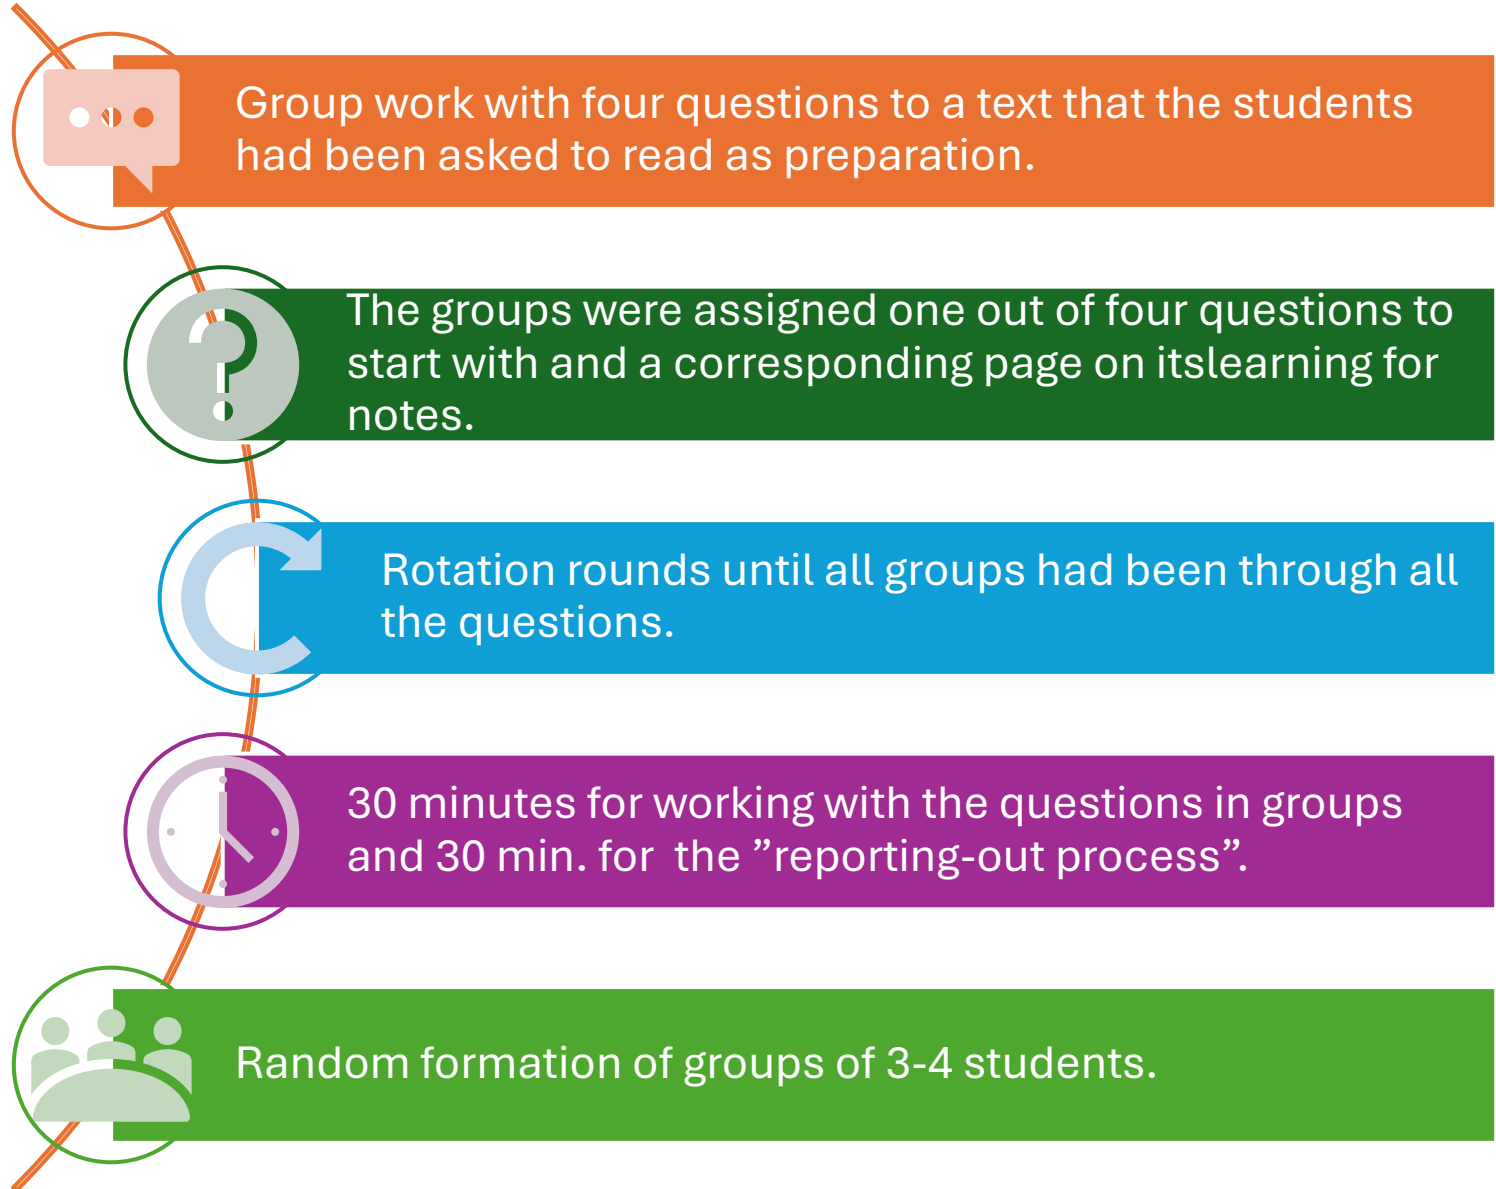 Group work with four questions to a text that the students
had been asked to read as preparation.
The groups were assigned one out of four questions to
start with and a corresponding page on itslearning for
notes.
Rotation rounds until all groups had been through all
the questions.
30 minutes for working with the questions in groups
and 30 min. for  the ”reporting-out process”.
Random formation of groups of 3-4 students.